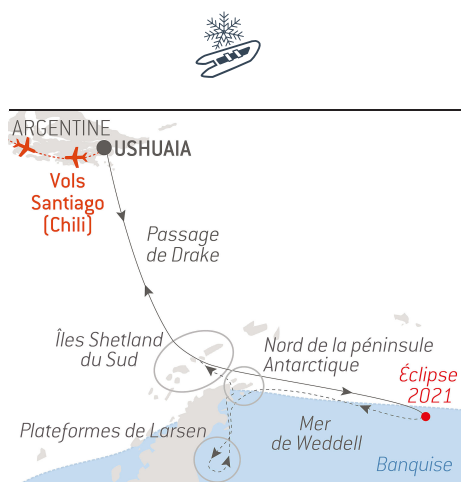 ARGENTINE
USHUAIA
Vols
Santiago
(Chili)
Passage
de Drake
Îles Shetland
du Sud
Nord de la péninsule
Antarctique
Éclipse
2021
Plateformes de Larsen
Mer
de Weddell
Banquise